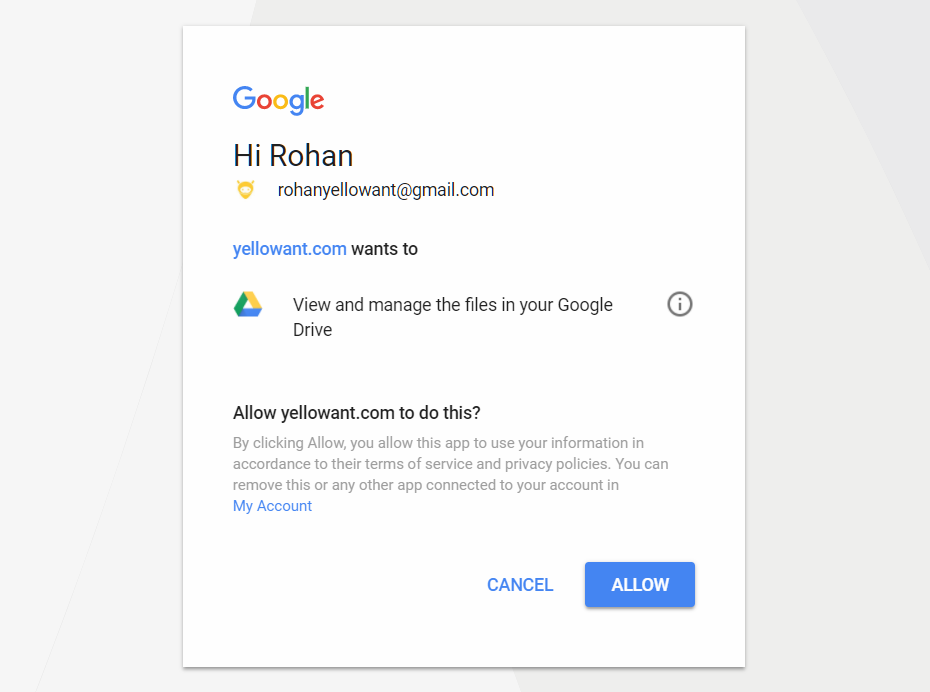 Google
Hi Rohan
rohanyellowant@gmail.com
yellowant.com wants to
View and manage the files in your Google
Drive
Allow yellowant.com to do this?
By clicking Allow, you allow this app to use your information in
accordance to their terms of service and privacy policies. You can
remove this or any other app connected to your account in
My Account
CANCEL
ALLOW